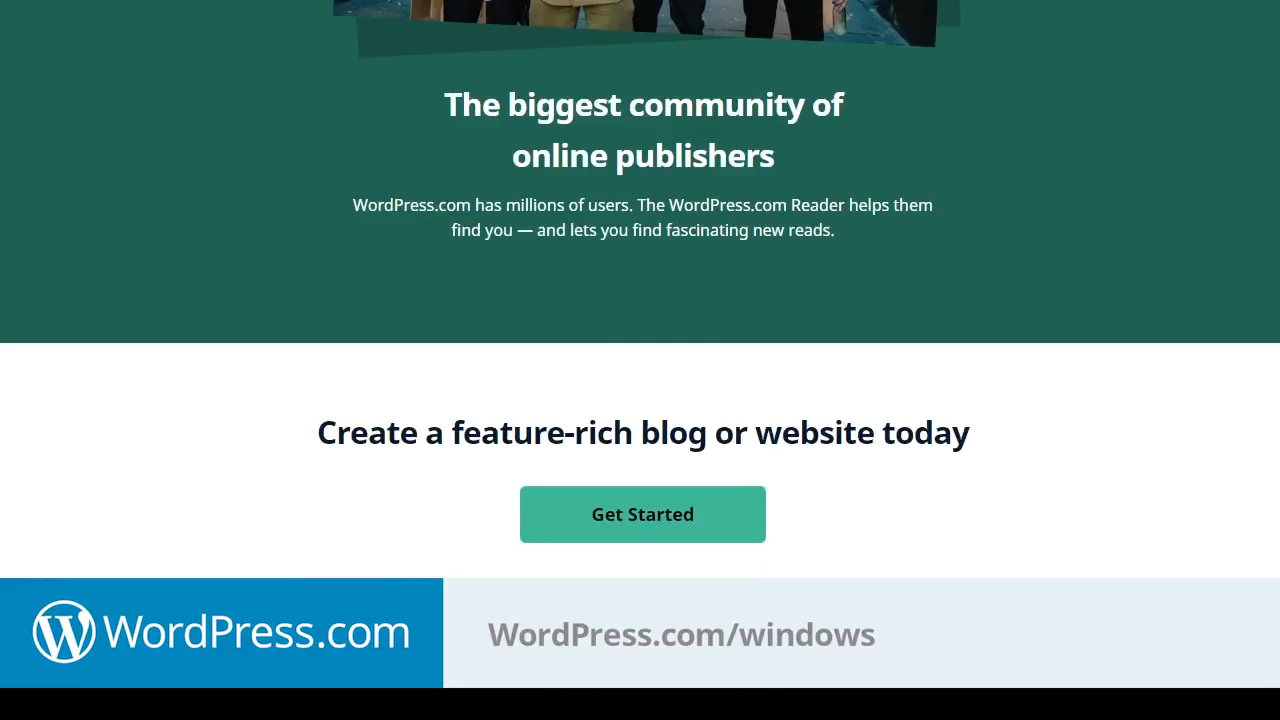 The biggest community of
online publishers
WordPress.com has millions of users. The WordPress.com Reader helps them
find you — and lets you find fascinating new reads.
Create a feature-rich blog or website today
Get Started
WordPress.com
WordPress.com/windows